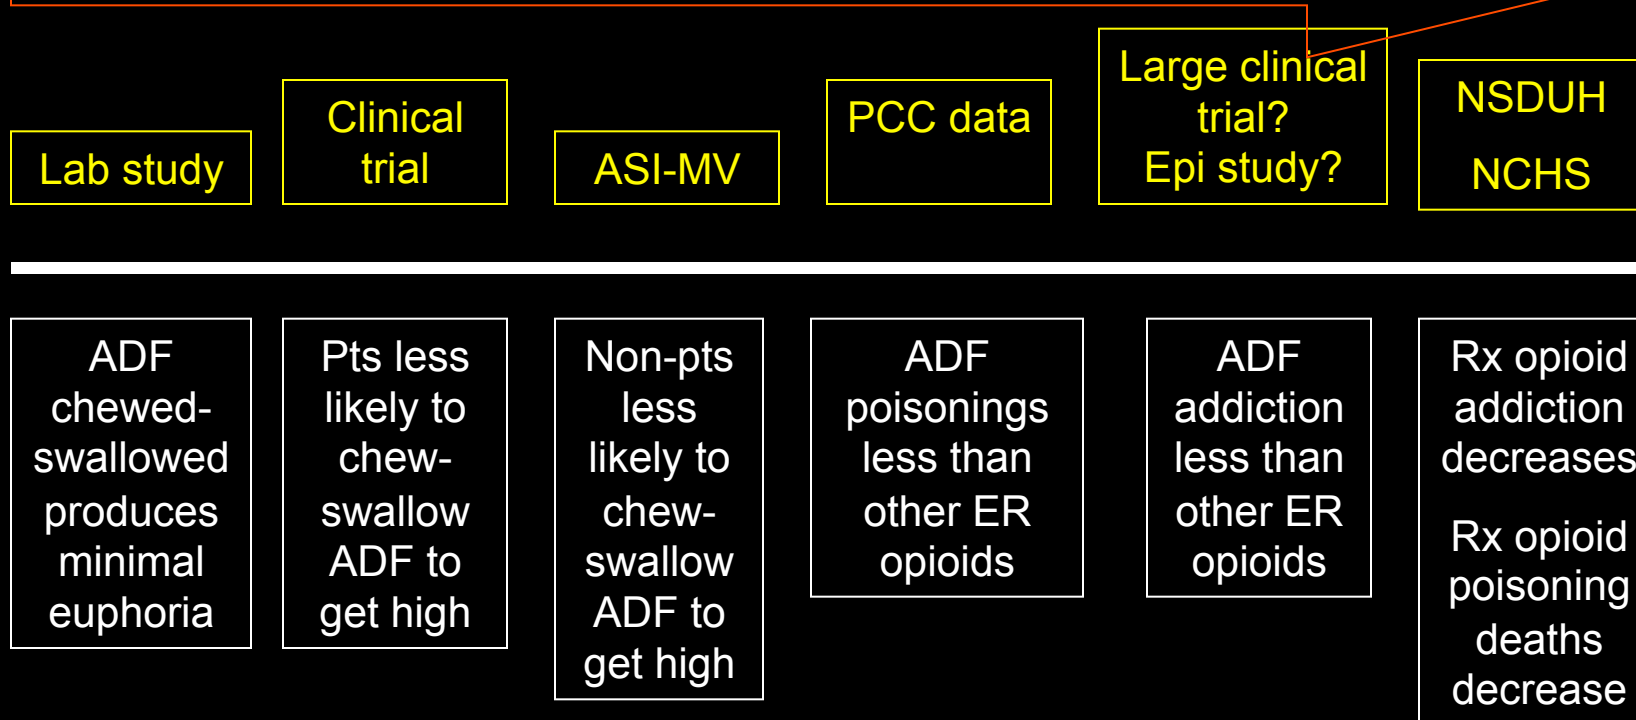 Lab study
Clinical
trial
ASI-MV
PCC data
Large clinical
trial?
Epi study?
NSDUH
NCHS
ADF
chewed-
swallowed
produces
minimal
euphoria
Pts less
likely to
chew-
swallow
ADF to
get high
Non-pts
less
likely to
chew-
swallow
ADF to
get high
ADF
poisonings
less than
other ER
opioids
ADF
addiction
less than
other ER
opioids
Rx opioid
addiction
decreases
Rx opioid
poisoning
deaths
decrease